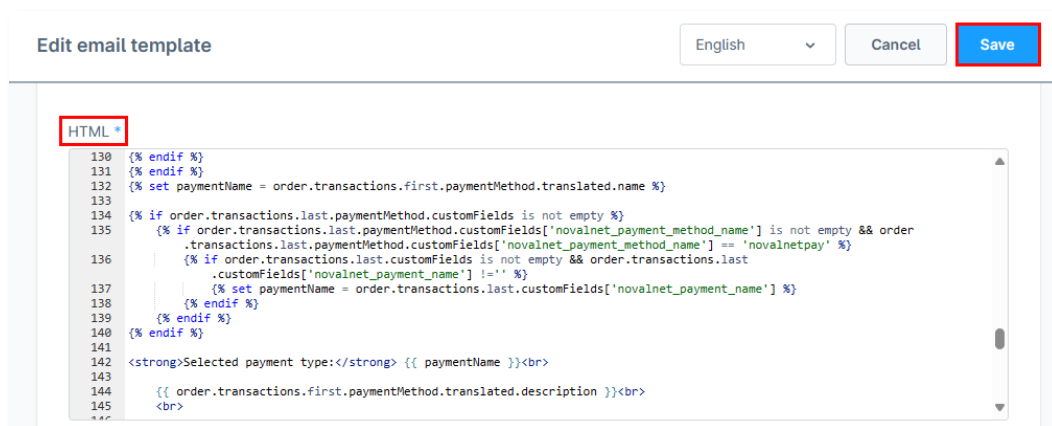 Edit email template
English
Cancel
Save
HTML *
130 {% endif %}
131 {% endif %}
132 {% set paymentName = order.transactions.first.paymentMethod.translated.name %}
133
134 {% if order.transactions.last.paymentMethod.customFields is not empty %}
135 {% if order.transactions.last.paymentMethod.customFields['novalnet_payment_method_name'] is not empty && order
.transactions.last.paymentMethod.customFields['novalnet_payment_method_name'] == 'novalnetpay' %}
136 {% if order.transactions.last.customFields is not empty && order.transactions.last
.customFields['novalnet_payment_name'] !='' %}
137 {% set paymentName = order.transactions.last.customFields['novalnet_payment_name'] %}
138 {% endif %}
139 {% endif %}
140 {% endif %}
141
142 <strong>Selected payment type:</strong> {{ paymentName }}<br>
143
144 {{ order.transactions.first.paymentMethod.translated.description }}<br>
145 <br>